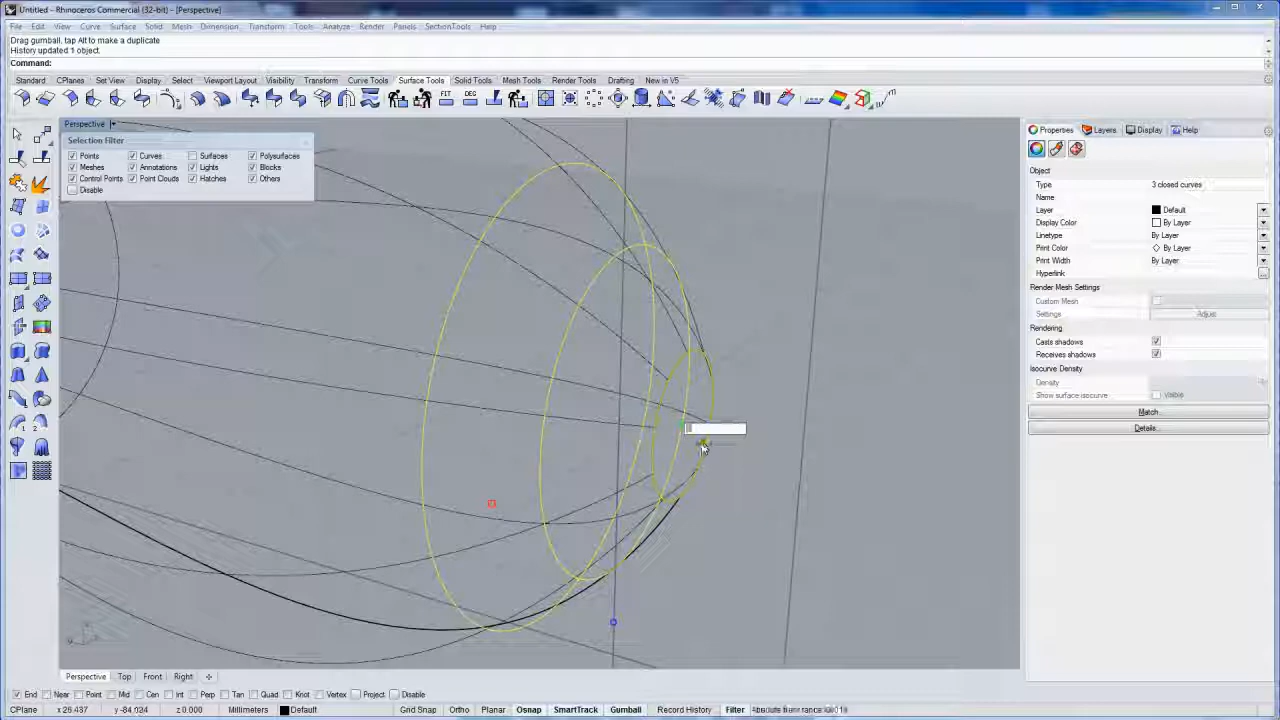 Untitled - Rhinoceros Commercial (32-bit) - [Perspective]
File Edit View Curve Surface Solid Mesh Dimension Transform Tools Analyze Render Panels SectionTools Help
Drag gumball, tap Alt to make a duplicate
History updated 1 object.
Command:
Standard CPlanes Set View Display Select Viewport Layout Visibility Transform Curve Tools Surface Tools Solid Tools Mesh Tools Render Tools Drafting New in V5
FIT DEG
Perspective
Selection Filter
Points Curves Surfaces Polysurfaces
Meshes Annotations Lights Blocks
Control Points Point Clouds Hatches Others
Disable
Properties Layers Display Help
Object
Type 3 closed curves
Name
Layer Default
Display Color By Layer
Linetype By Layer
Print Color By Layer
Print Width By Layer
Hyperlink
Render Mesh Settings
Custom Mesh
Settings Adjust
Rendering
Casts shadows
Receives shadows
Isocurve Density
Density
Show surface isocurve Visible
Match...
Details...
Perspective Top Front Right
End Near Point Mid Cen Int Perp Tan Quad Knot Vertex Project Disable
CPlane x 26.437 y -84.024 z 0.000 Millimeters Default Grid Snap Ortho Planar Osnap SmartTrack Gumball Record History Filter